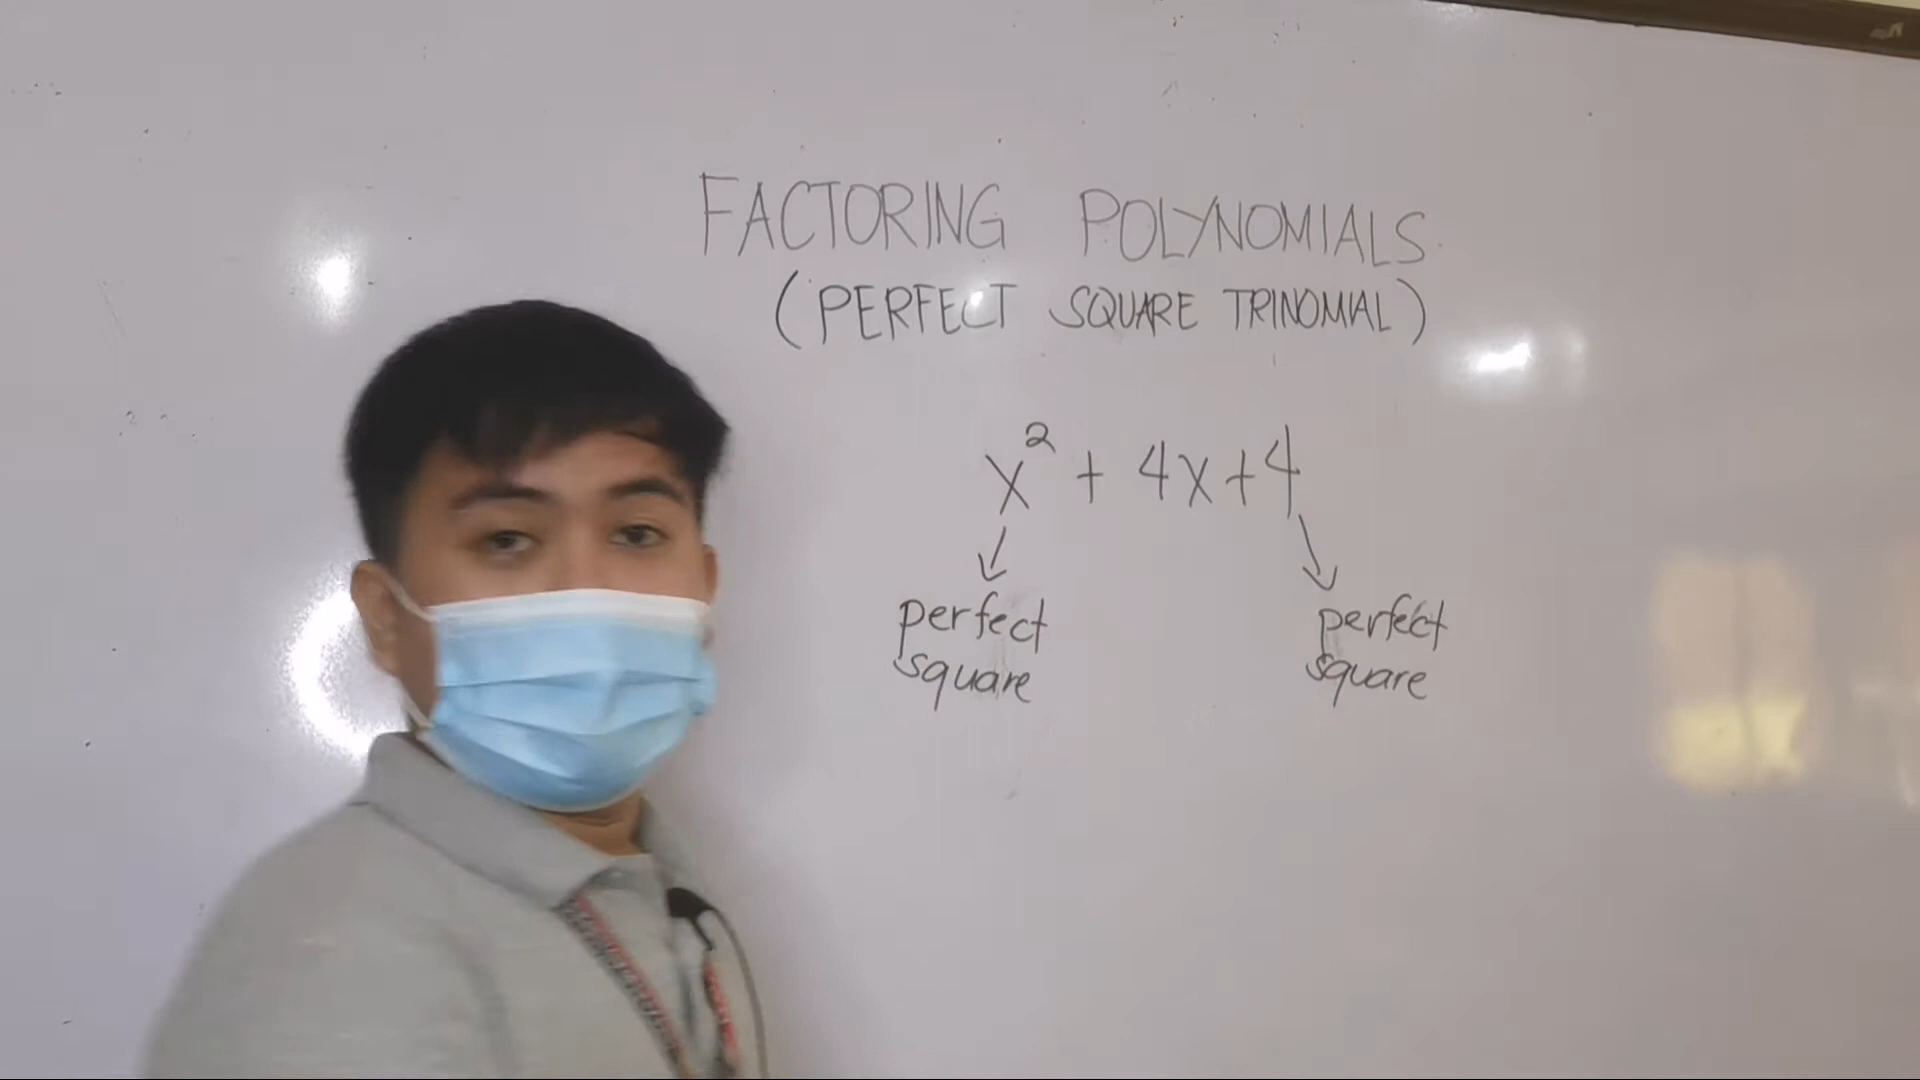 FACTORING POLYNOMIALS
(PERFECT SQUARE TRINOMIAL)
x² + 4x + 4
perfect perfect
square square